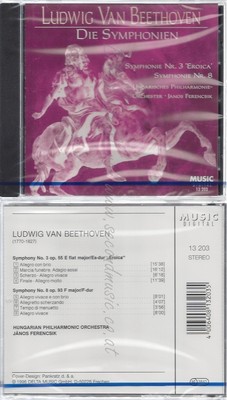 LUDWIG VAN BEETHOVEN
DIE SYMPHONIEN
SYMPHONIE NR. 3 "EROICA"
SYMPHONIE NR. 8
UNGARISCHES PHILHARMONIE-
ORCHESTER · JÁNOS FERENCSIK
MUSIC
MUSIC
DIGITAL
LUDWIG VAN BEETHOVEN
(1770-1827)
13 203
STEREO
Symphony No. 3 op. 55 E flat major/Es-dur „Eroica"
Allegro con brio
Marcia funebre. Adagio assai
Scherzo. Allegro vivace
Finale. Allegro molto
Symphony No. 8 op. 93 F major/F-dur
Allegro vivace e con brio
Allegretto scherzando
Tempo di menuetto
Allegro vivace
HUNGARIAN PHILHARMONIC ORCHESTRA
JÁNOS FERENCSIK